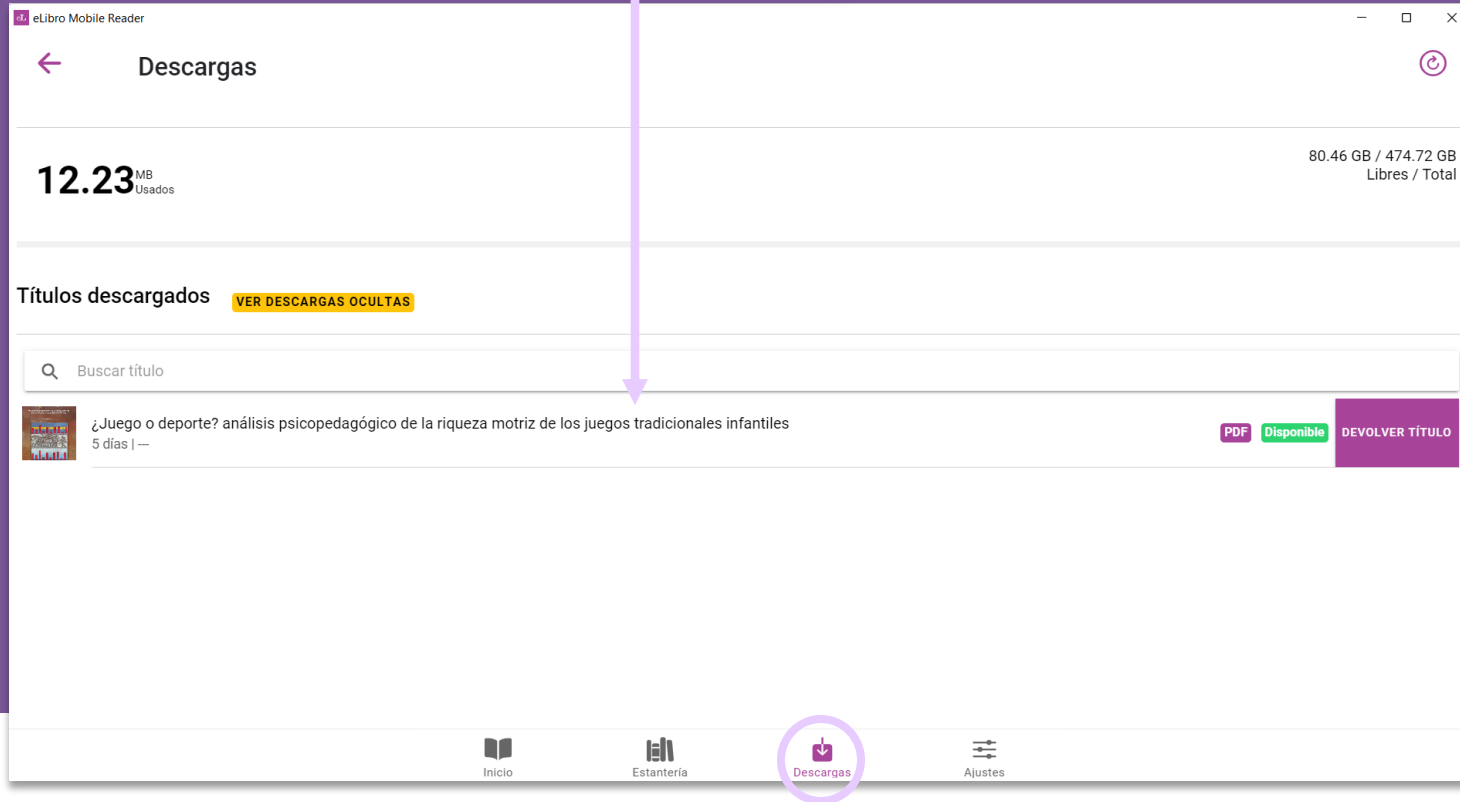 eL
eLibro Mobile Reader
Descargas
12.23 MB
Usados
80.46 GB / 474.72 GB
Libres / Total
Títulos descargados VER DESCARGAS OCULTAS
Buscar título
¿Juego o deporte? análisis psicopedagógico de la riqueza motriz de los juegos tradicionales infantiles
5 días | ---
PDF Disponible DEVOLVER TÍTULO
Inicio Estantería Descargas Ajustes